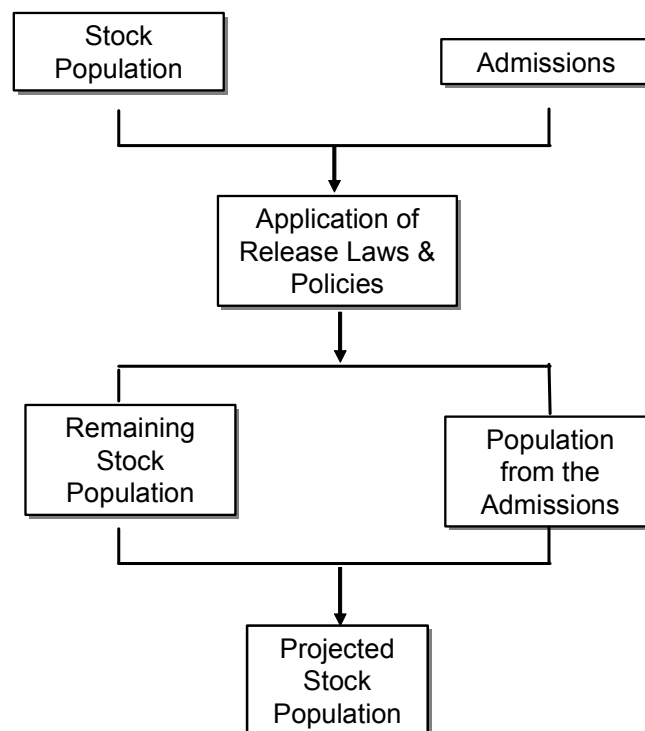 Stock
Population
Admissions
Application of
Release Laws &
Policies
Remaining
Stock
Population
Population
from the
Admissions
Projected
Stock
Population